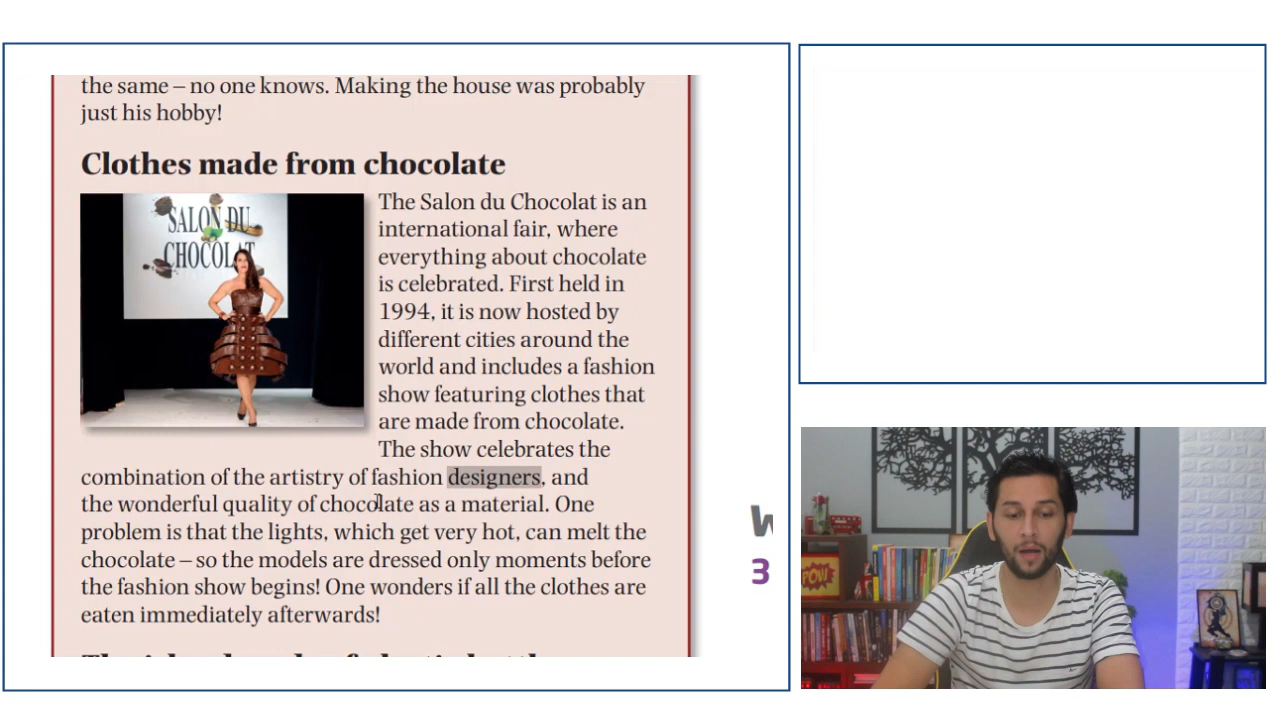 the same – no one knows. Making the house was probably
just his hobby!
Clothes made from chocolate
SALON DU
CHOCOLAT
The Salon du Chocolat is an
international fair, where
everything about chocolate
is celebrated. First held in
1994, it is now hosted by
different cities around the
world and includes a fashion
show featuring clothes that
are made from chocolate.
The show celebrates the
combination of the artistry of fashion designers, and
the wonderful quality of chocolate as a material. One
problem is that the lights, which get very hot, can melt the
chocolate – so the models are dressed only moments before
the fashion show begins! One wonders if all the clothes are
eaten immediately afterwards!
W
3
POW